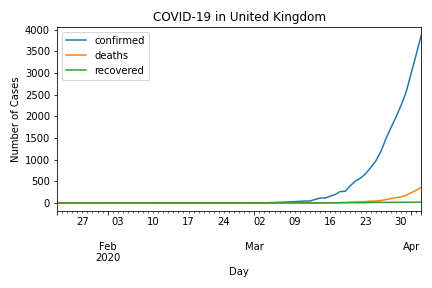 COVID-19 in United Kingdom
confirmed
deaths
recovered
Number of Cases
4000
3500
3000
2500
2000
1500
1000
500
0
27 03 10 17 24 02 09 16 23 30
Feb Mar Apr
2020
Day